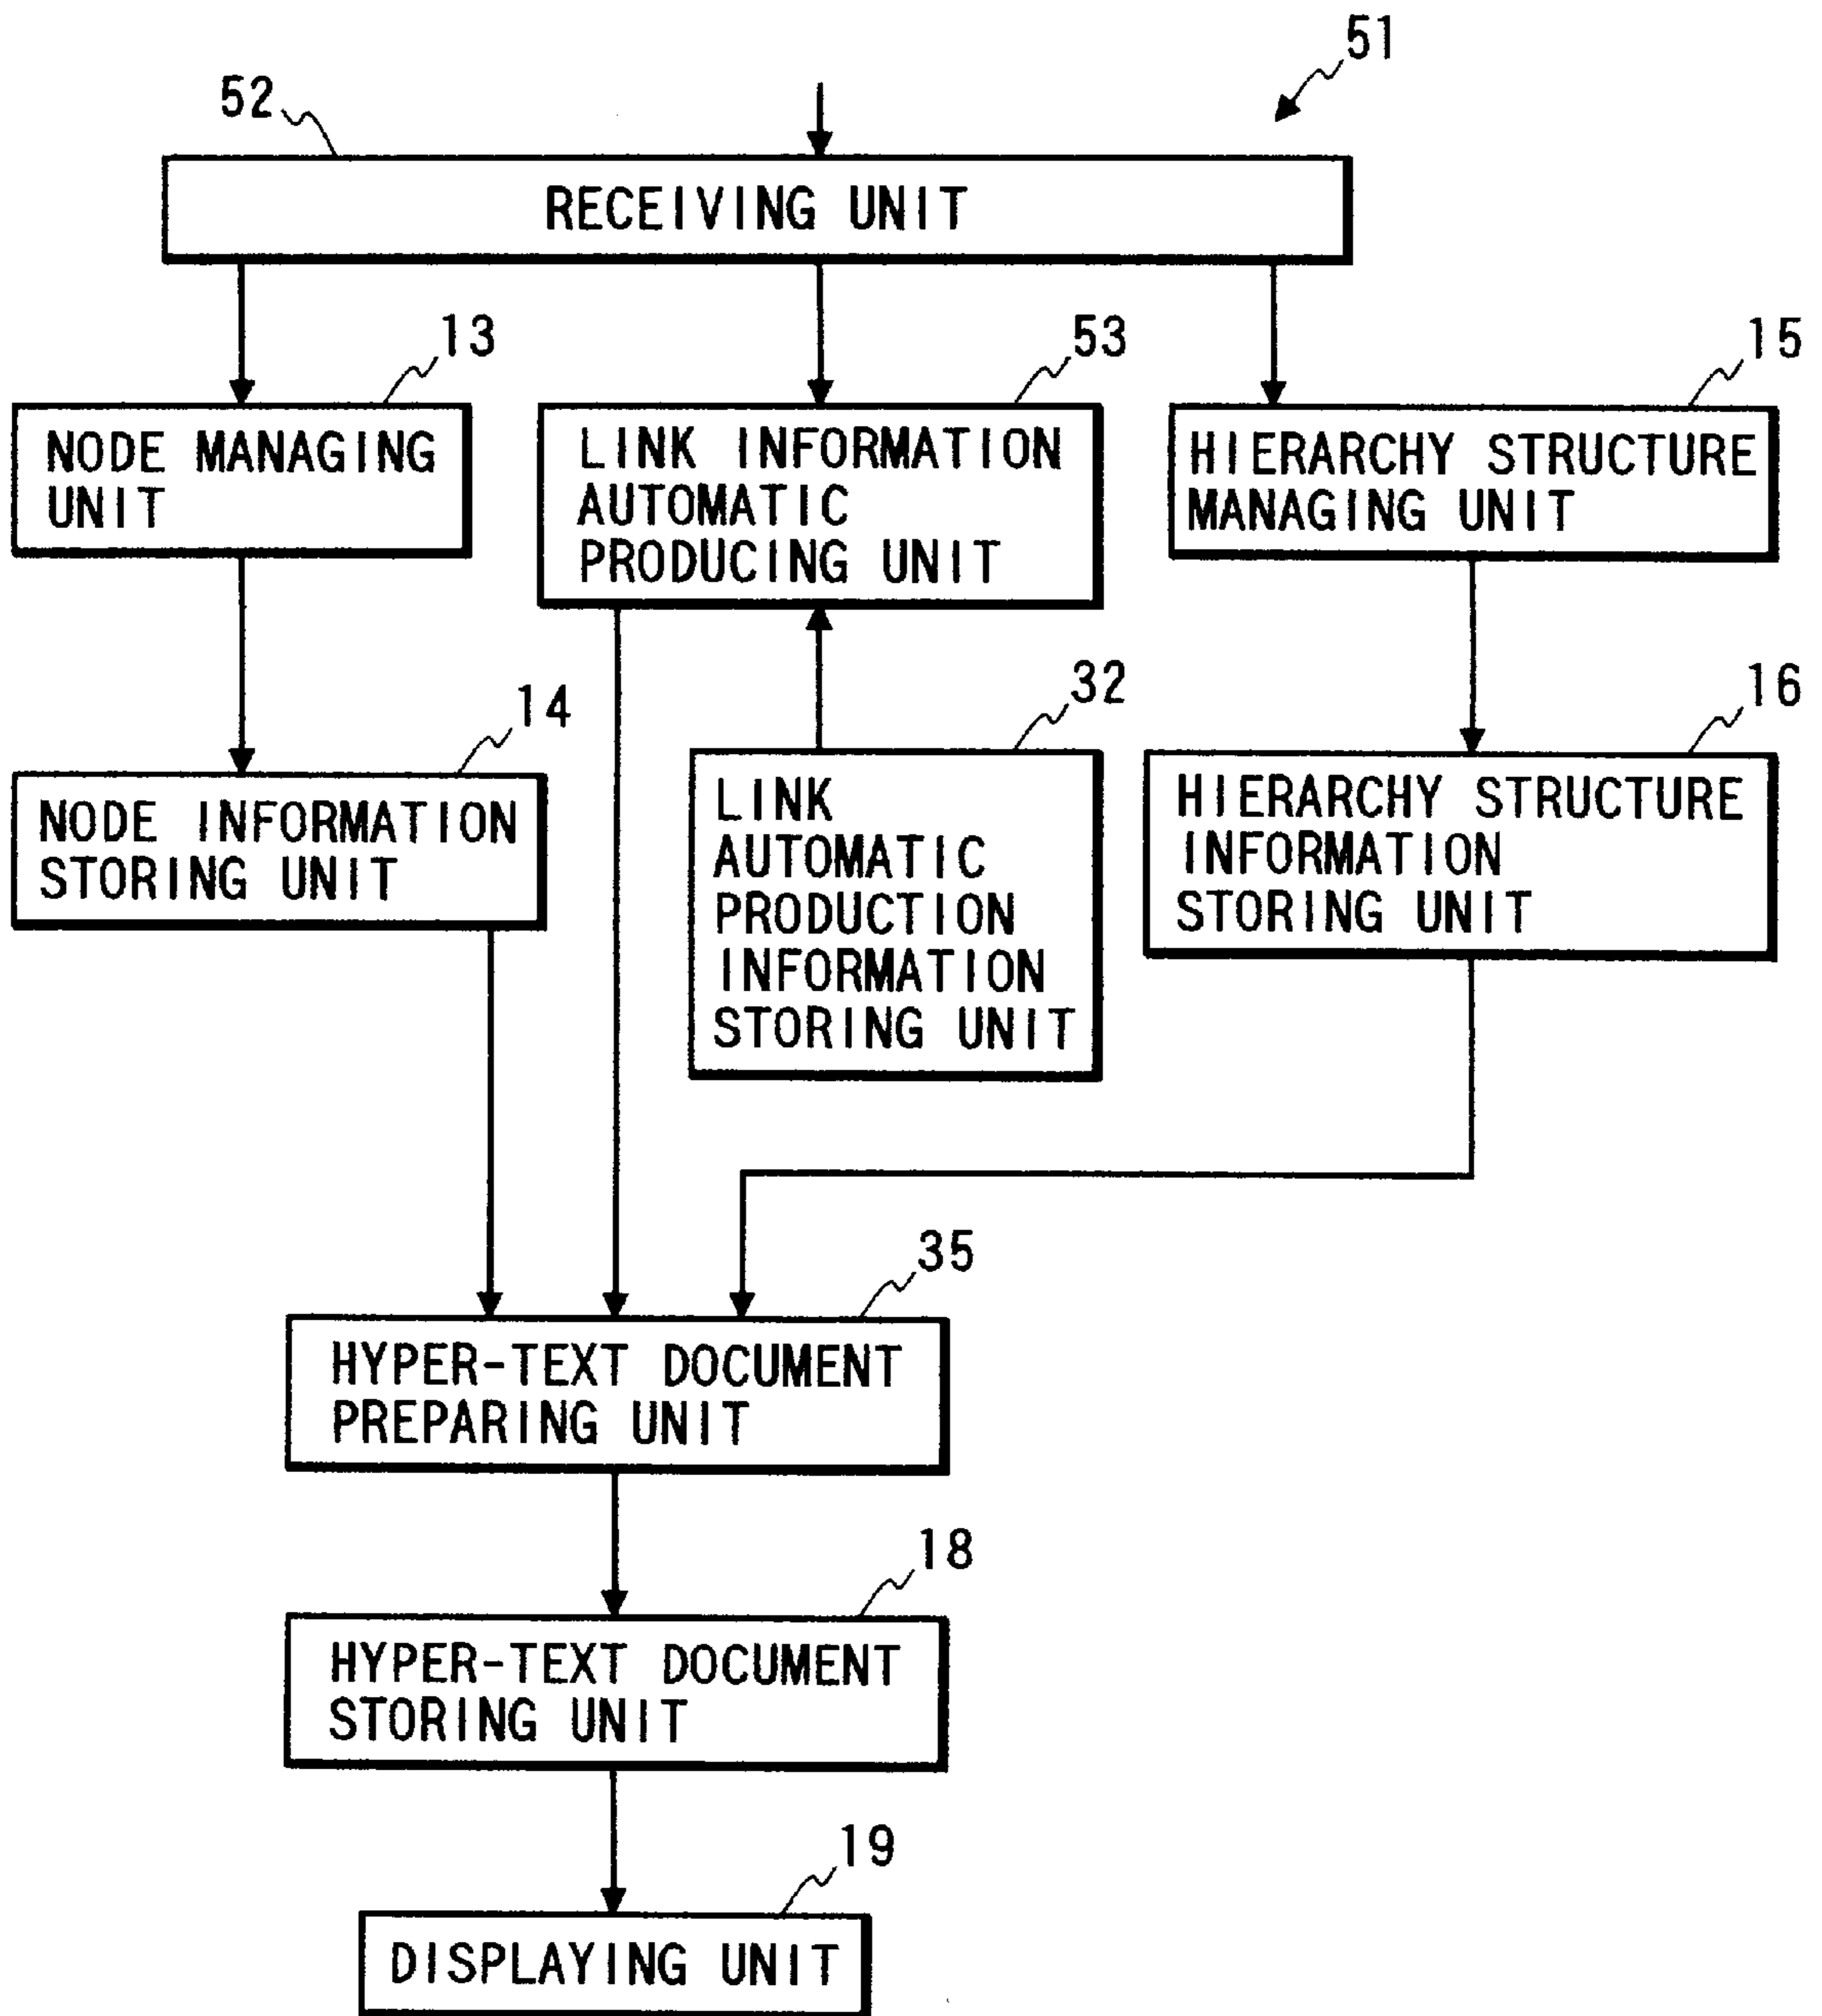 51
52
RECEIVING UNIT
13
53
15
NODE MANAGING
UNIT
LINK INFORMATION
AUTOMATIC
PRODUCING UNIT
HIERARCHY STRUCTURE
MANAGING UNIT
14
32
16
NODE INFORMATION
STORING UNIT
LINK
AUTOMATIC
PRODUCTION
INFORMATION
STORING UNIT
HIERARCHY STRUCTURE
INFORMATION
STORING UNIT
35
HYPER-TEXT DOCUMENT
PREPARING UNIT
18
HYPER-TEXT DOCUMENT
STORING UNIT
19
DISPLAYING UNIT